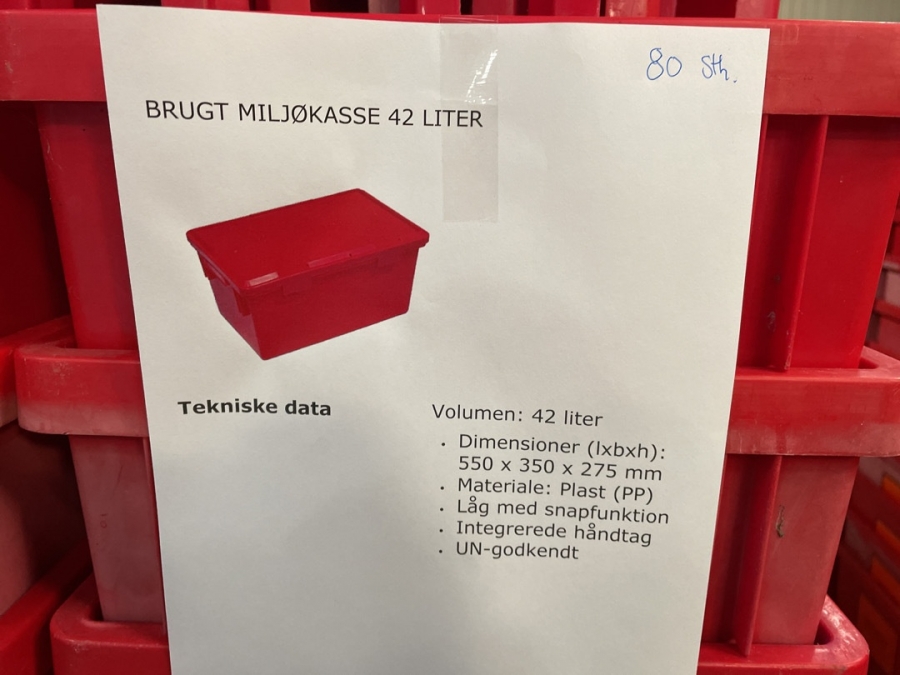 80 Stk.
BRUGT MILJØKASSE 42 LITER
Tekniske data
Volumen: 42 liter
• Dimensioner (lxbxh):
550 x 350 x 275 mm
• Materiale: Plast (PP)
• Låg med snapfunktion
• Integrerede håndtag
• UN-godkendt